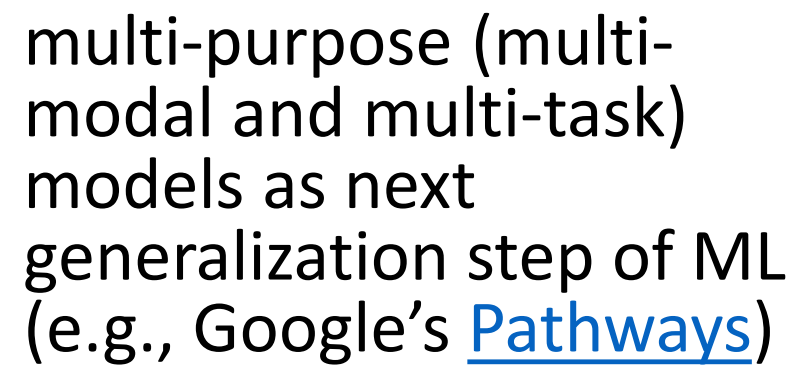 multi-purpose (multi-
modal and multi-task)
models as next
generalization step of ML
(e.g., Google’s Pathways)